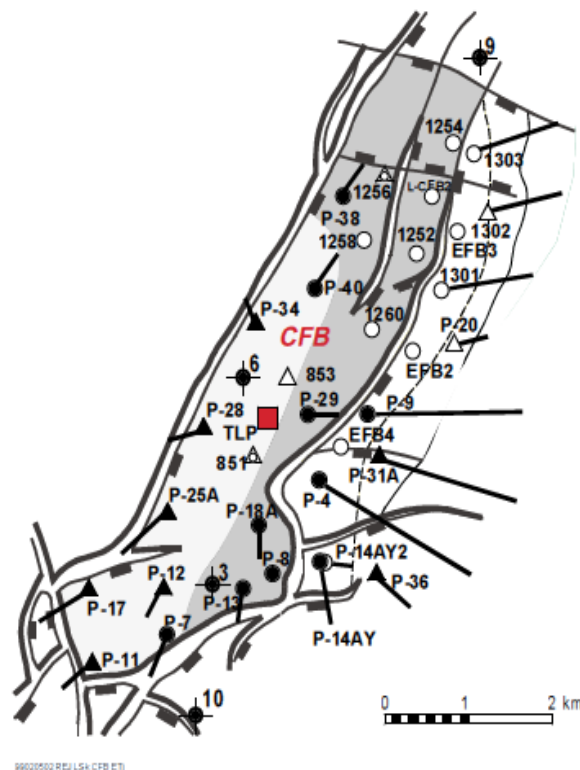 9
1254
1303
1256
L-CFB2
P-38
1302
1258
1252
EFB3
1301
P-40
P-34
1260
P-20
CFB
6
853
EFB2
P-28
P-29
P-9
TLP
EFB4
851
P-31A
P-25A
P-4
P-18A
P-8
P-14AY2
P-12
3
P-36
P-17
P-13
P-7
P-14AY
P-11
10
0 1 2 km